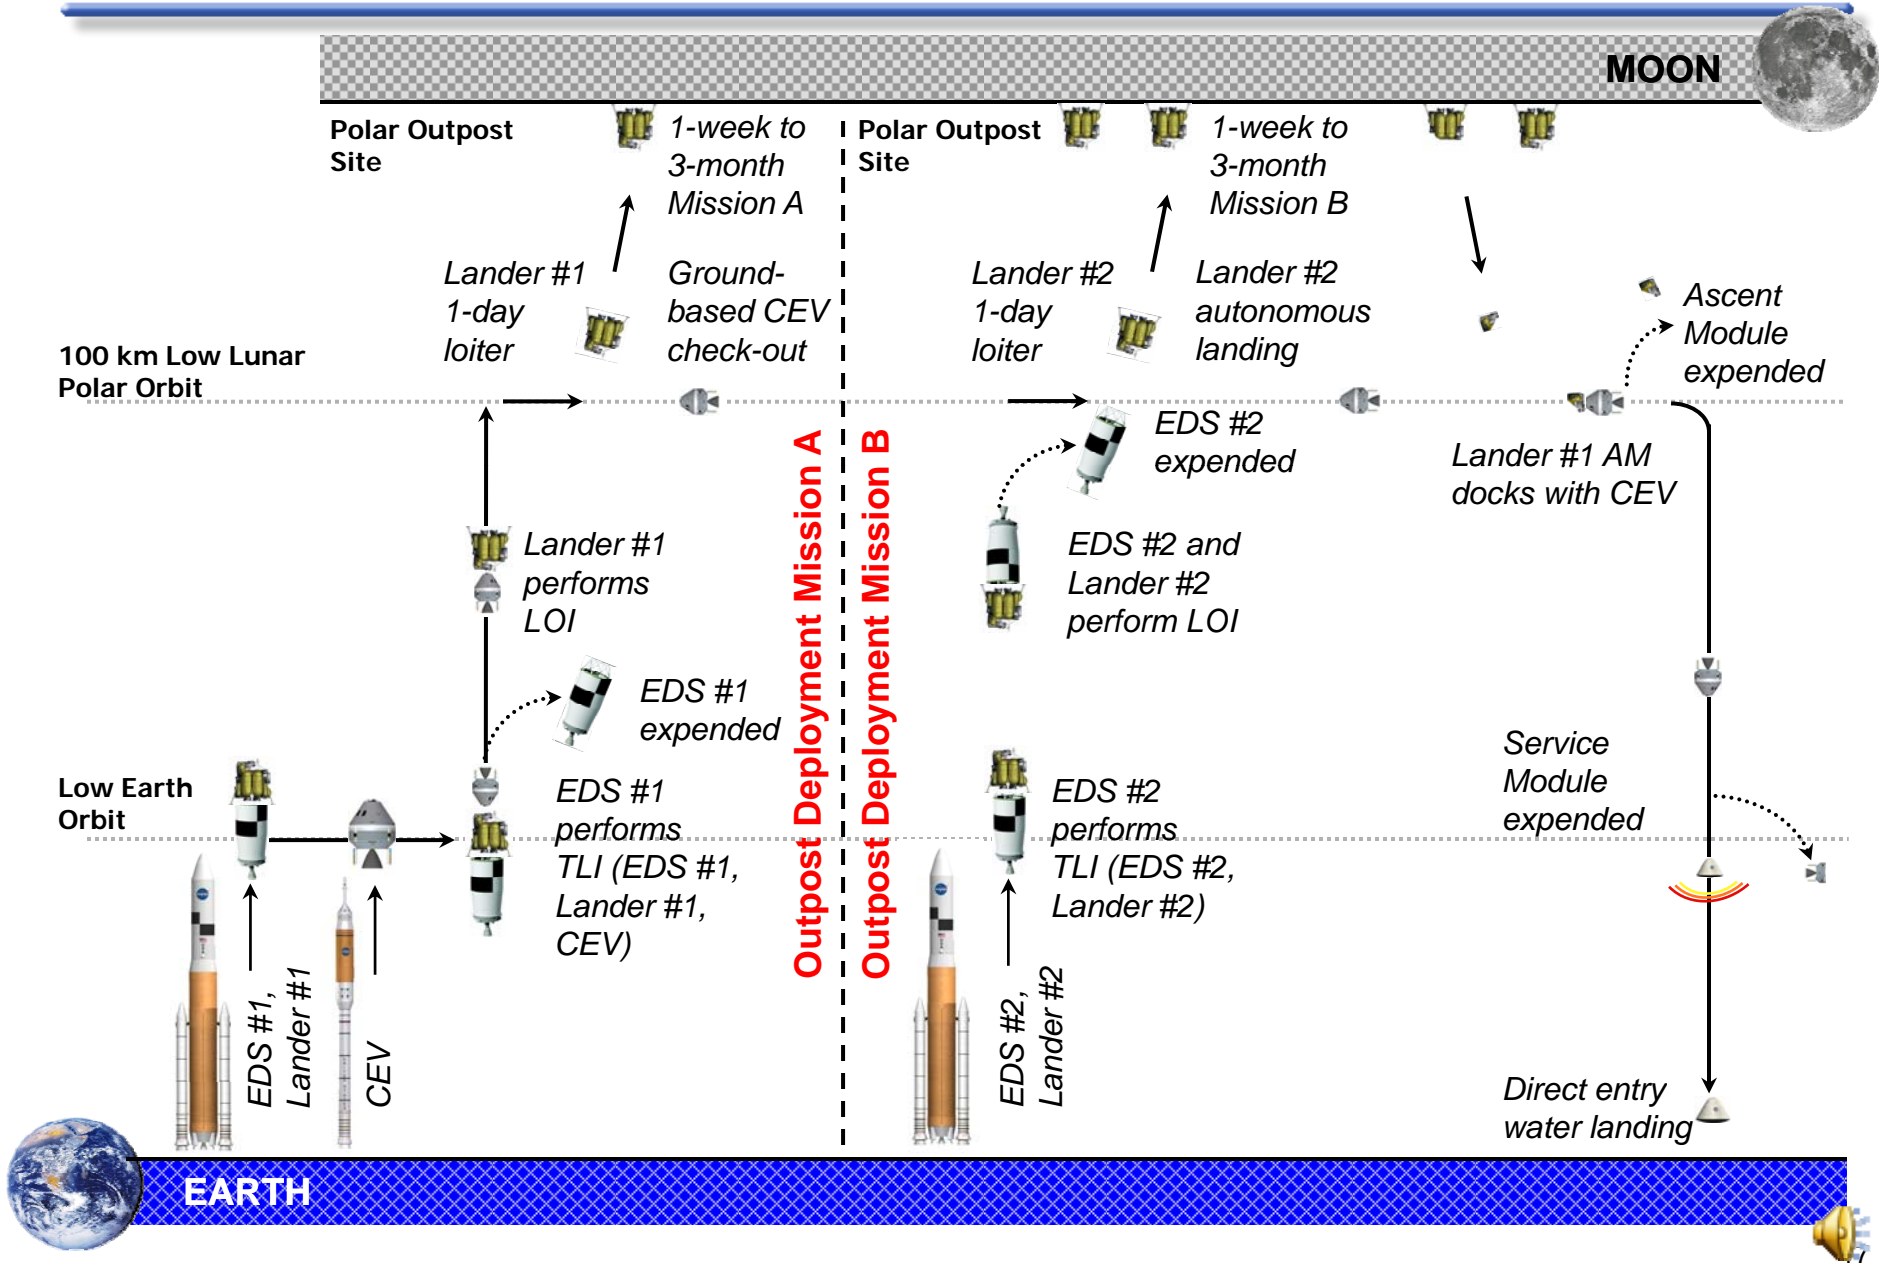 MOON
Polar Outpost
Site
1-week to
3-month
Mission A
Polar Outpost
Site
1-week to
3-month
Mission B
Lander #1
1-day
loiter
Ground-
based CEV
check-out
Lander #2
1-day
loiter
Lander #2
autonomous
landing
Ascent
Module
expended
100 km Low Lunar
Polar Orbit
EDS #2
expended
Lander #1 AM
docks with CEV
Outpost Deployment Mission A
Outpost Deployment Mission B
Lander #1
performs
LOI
EDS #2 and
Lander #2
perform LOI
EDS #1
expended
Service
Module
expended
Low Earth
Orbit
EDS #1
performs
TLI (EDS #1,
Lander #1,
CEV)
EDS #2
performs
TLI (EDS #2,
Lander #2)
EDS #1,
Lander #1
CEV
EDS #2,
Lander #2
Direct entry
water landing
EARTH